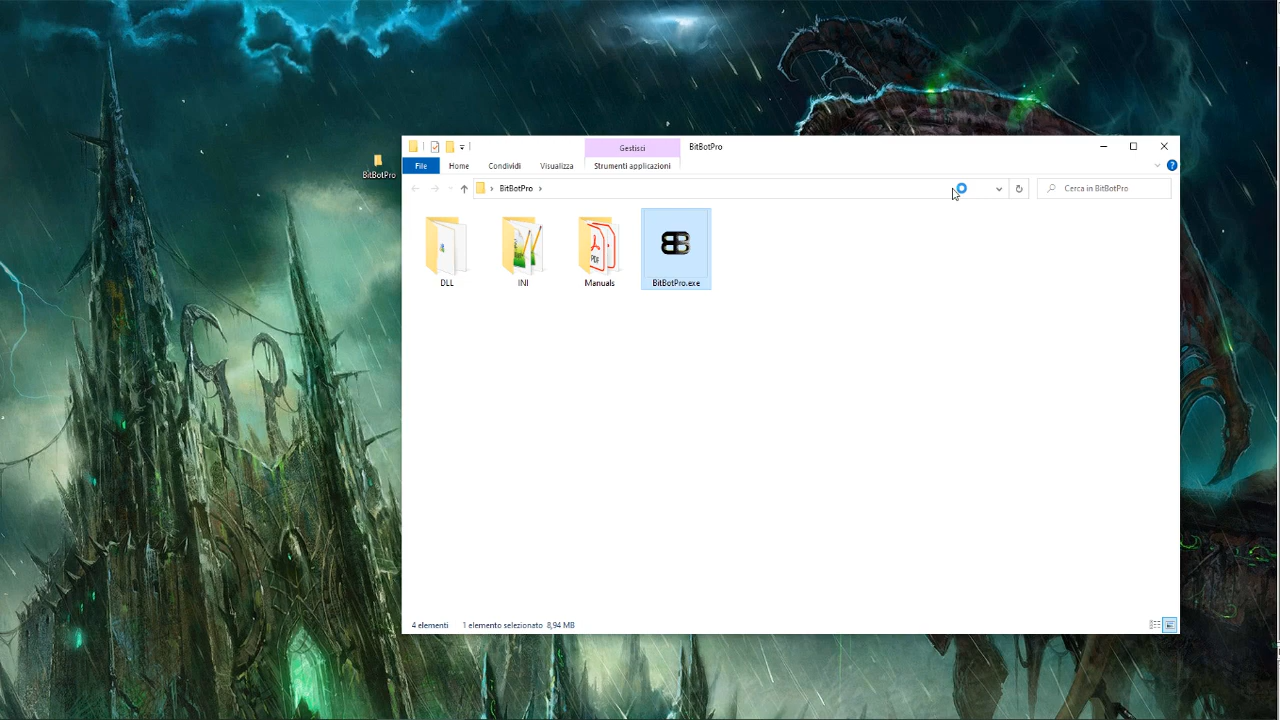 BitBotPro
Gestisci
BitBotPro
File
Home
Condividi
Visualizza
Strumenti applicazioni
BitBotPro
Cerca in BitBotPro
DLL
INI
PDF
Manuals
BitBotPro.exe
4 elementi
1 elemento selezionato 8,94 MB